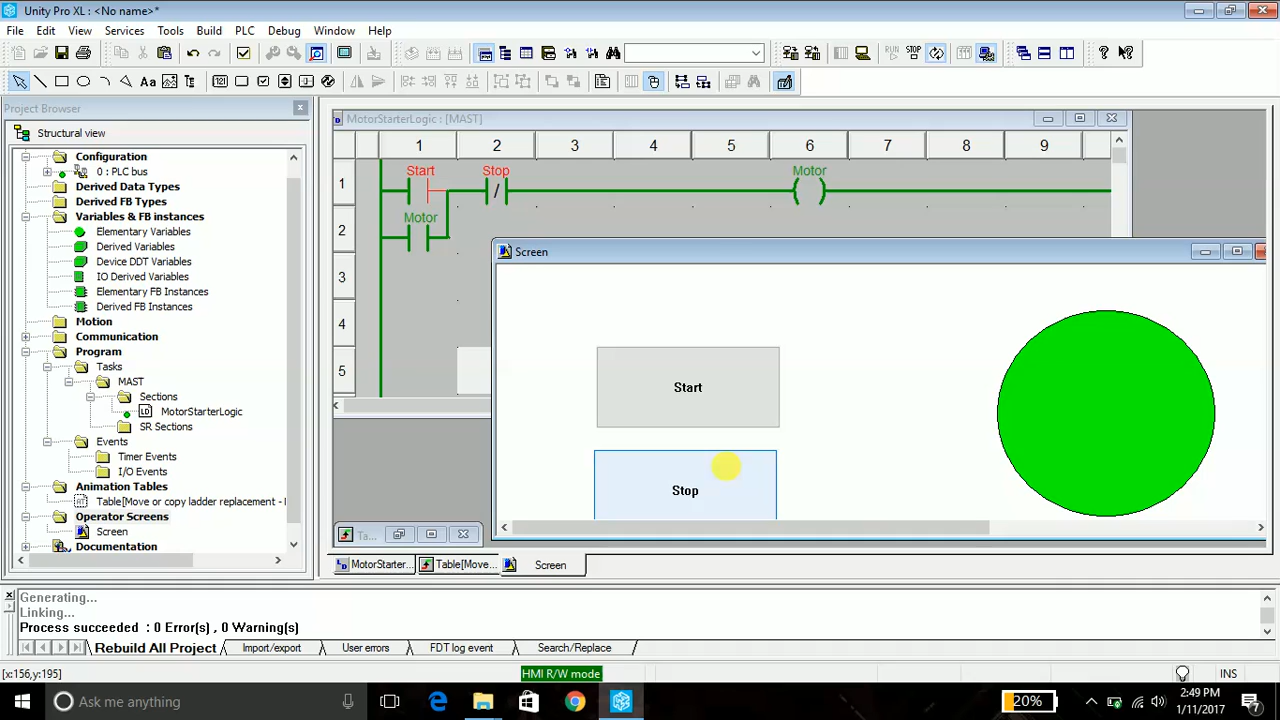 Unity Pro XL : <No name>*
File Edit View Services Tools Build PLC Debug Window Help
Project Browser
Structural view
Configuration
0 : PLC bus
Derived Data Types
Derived FB Types
Variables & FB instances
Elementary Variables
Derived Variables
Device DDT Variables
IO Derived Variables
Elementary FB Instances
Derived FB Instances
Motion
Communication
Program
Tasks
MAST
Sections
MotorStarterLogic
SR Sections
Events
Timer Events
I/O Events
Animation Tables
Table[Move or copy ladder replacement -
Operator Screens
Screen
Documentation
MotorStarterLogic : [MAST]
1 2 3 4 5 6 7 8 9
Start Stop Motor
1
Motor
2
3
4
5
Screen
Start
Stop
Ta...
MotorStarter... Table[Move... Screen
Generating...
Linking...
Process succeeded : 0 Error(s) , 0 Warning(s)
Rebuild All Project Import/export User errors FDT log event Search/Replace
[x:156,y:195] HMI R/W mode INS
Ask me anything 20% 2:49 PM
1/11/2017